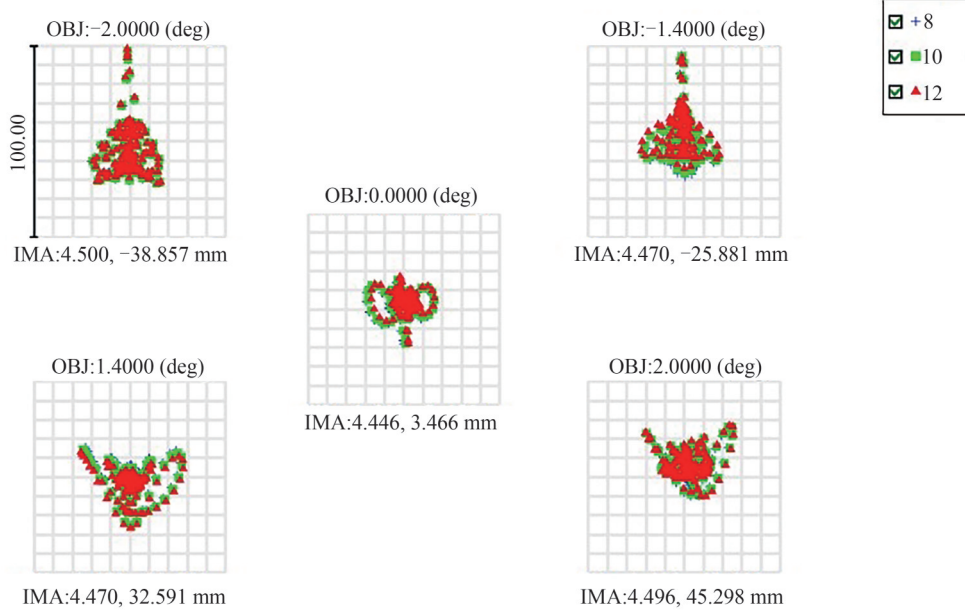 OBJ:−2.0000 (deg)
100.00
IMA:4.500, −38.857 mm
OBJ:−1.4000 (deg)
IMA:4.470, −25.881 mm
+8
10
12
OBJ:0.0000 (deg)
IMA:4.446, 3.466 mm
OBJ:1.4000 (deg)
IMA:4.470, 32.591 mm
OBJ:2.0000 (deg)
IMA:4.496, 45.298 mm